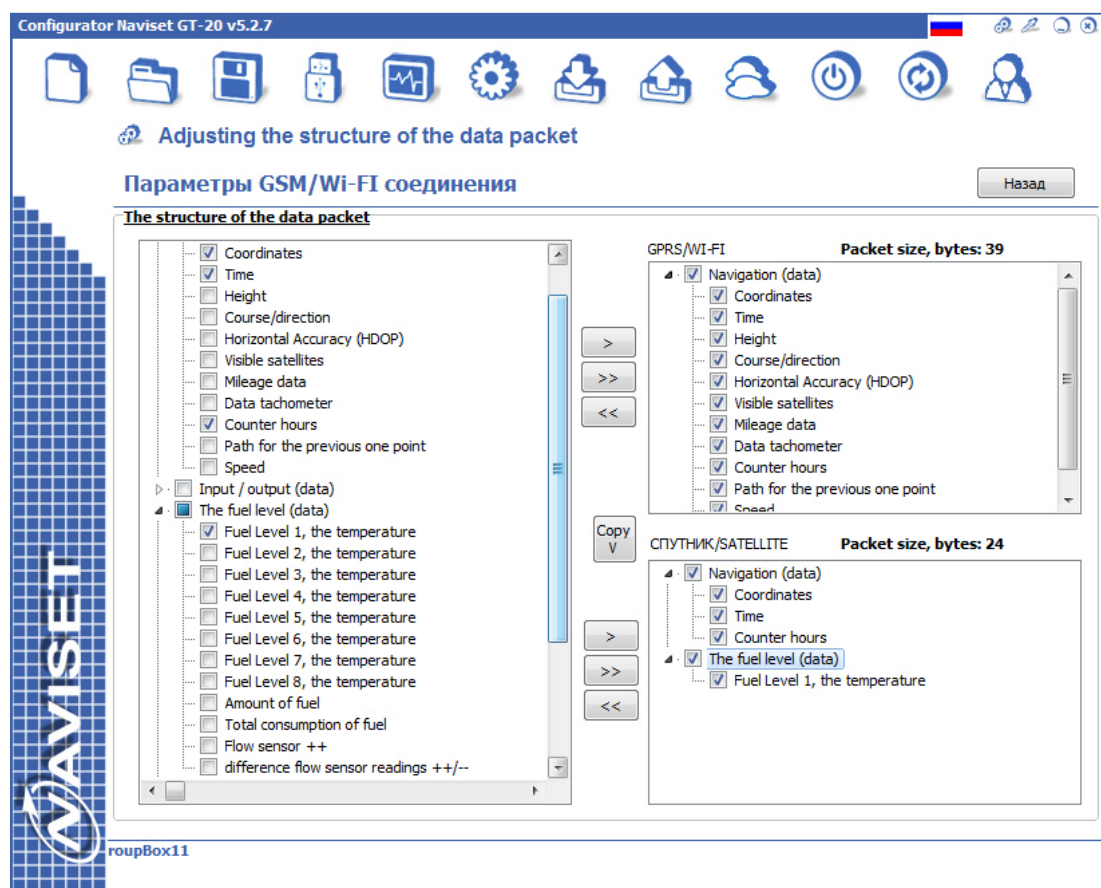 Configurator Naviset GT-20 v5.2.7
Adjusting the structure of the data packet
Параметры GSM/Wi-FI соединения
Назад
The structure of the data packet
Coordinates
Time
Height
Course/direction
Horizontal Accuracy (HDOP)
Visible satellites
Mileage data
Data tachometer
Counter hours
Path for the previous one point
Speed
Input / output (data)
The fuel level (data)
Fuel Level 1, the temperature
Fuel Level 2, the temperature
Fuel Level 3, the temperature
Fuel Level 4, the temperature
Fuel Level 5, the temperature
Fuel Level 6, the temperature
Fuel Level 7, the temperature
Fuel Level 8, the temperature
Amount of fuel
Total consumption of fuel
Flow sensor ++
difference flow sensor readings ++/--
>
>>
<<
Copy
V
>
>>
<<
GPRS/WI-FI Packet size, bytes: 39
Navigation (data)
Coordinates
Time
Height
Course/direction
Horizontal Accuracy (HDOP)
Visible satellites
Mileage data
Data tachometer
Counter hours
Path for the previous one point
Speed
СПУТНИК/SATELLITE Packet size, bytes: 24
Navigation (data)
Coordinates
Time
Counter hours
The fuel level (data)
Fuel Level 1, the temperature
NAVISET
roupBox11